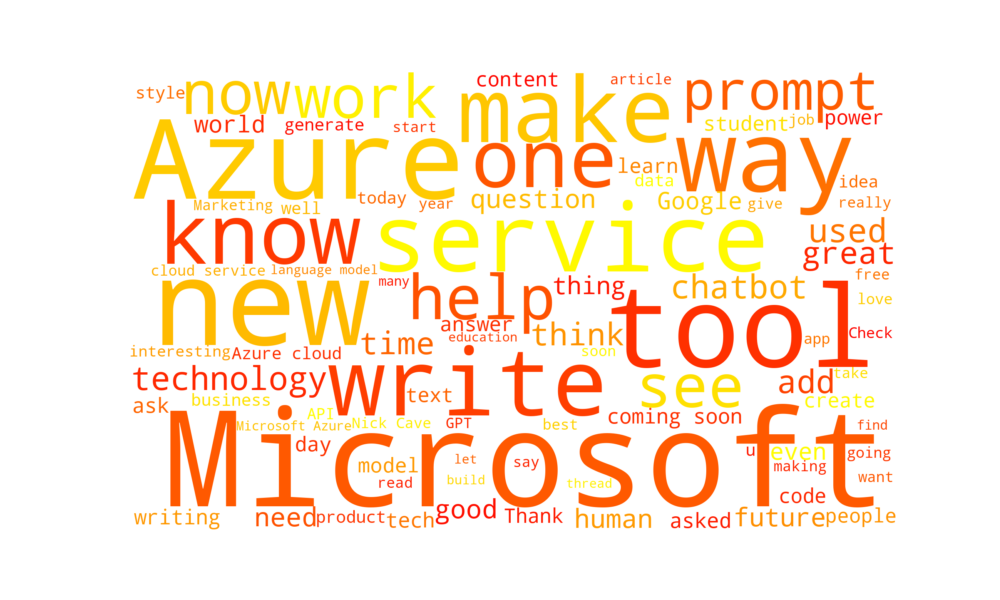 style now work content make article prompt
world generate start student job power
Azure one learn way
data idea
Marketing well today year question Google give really
know service used
great
cloud service language model many thing chatbot free
new help tool love
answer think Check
education app
interesting Azure cloud time soon take
technology write see add
ask business text create
API coming soon
Microsoft Azure Nick Cave GPT best find
day u even
Microsoft model let say making going
read build thread want
code
writing need product tech good Thank human asked future people